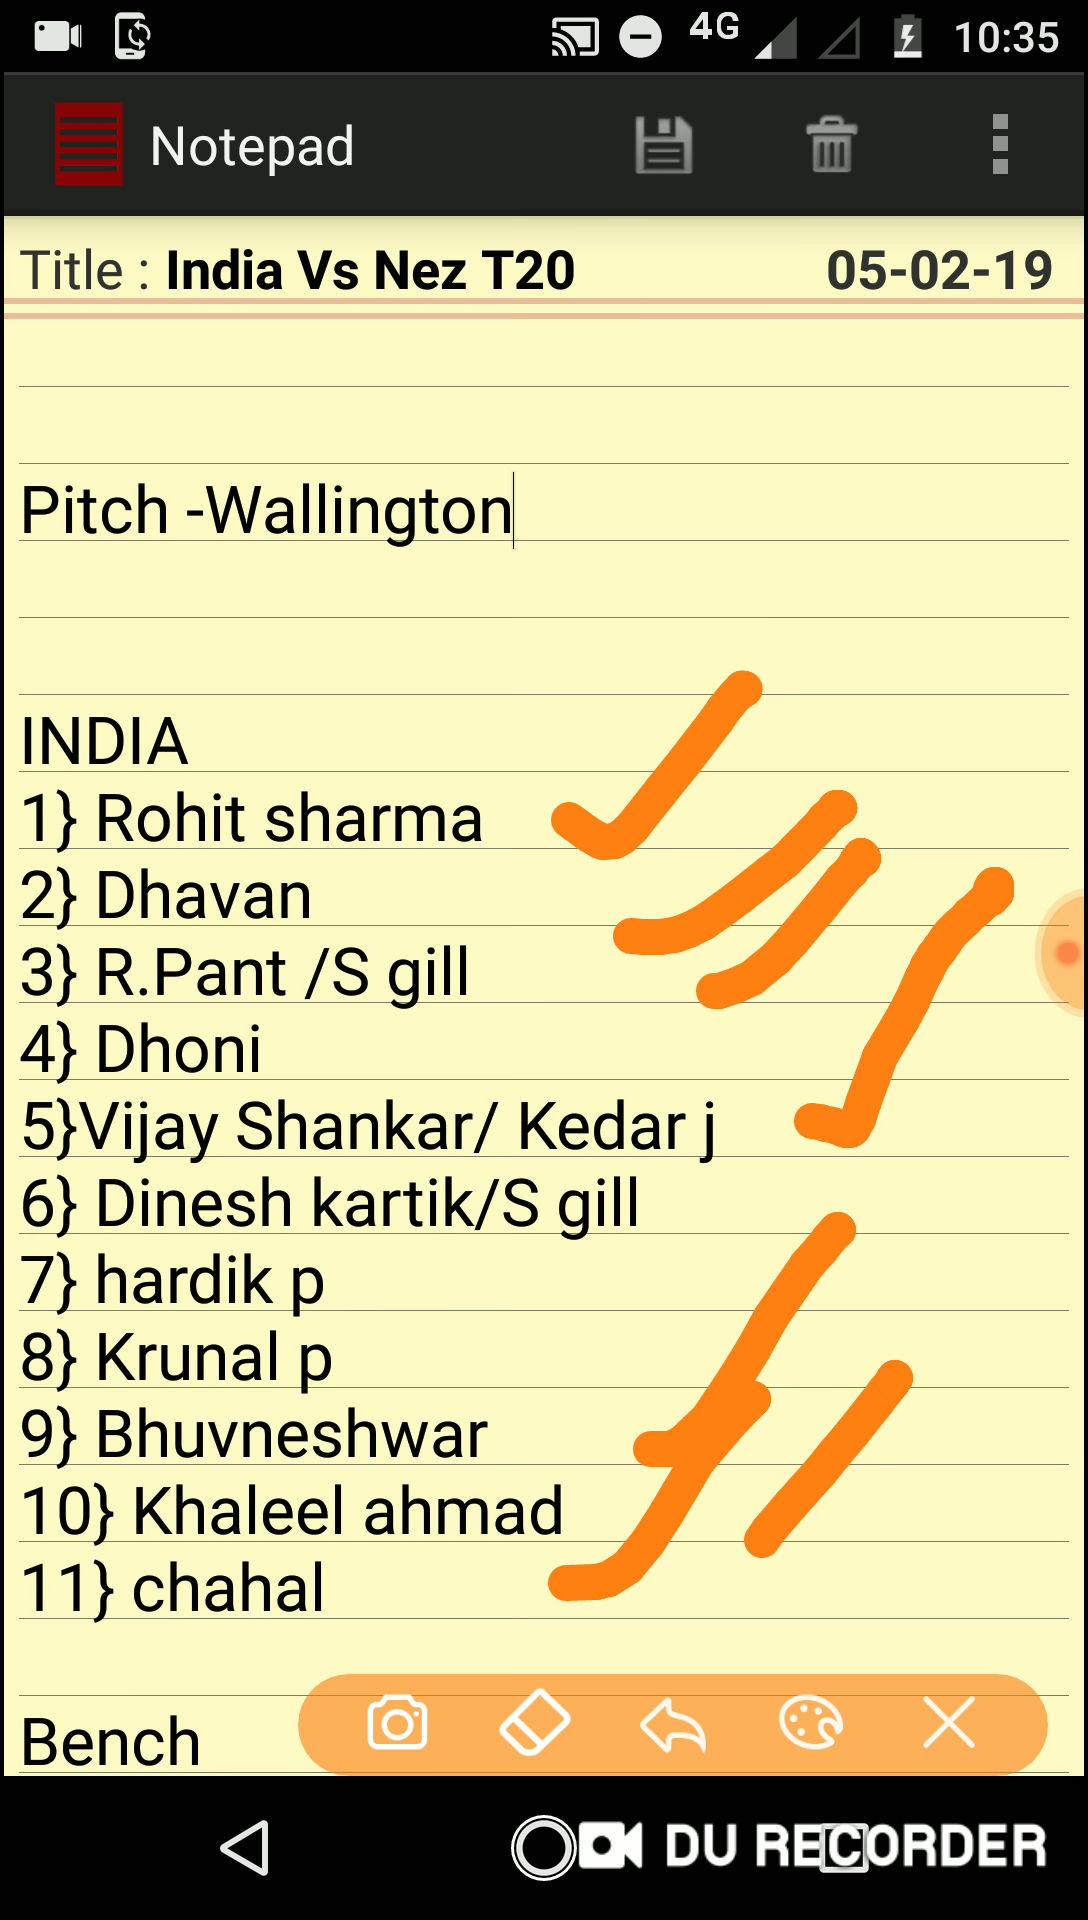 4G 10:35
Notepad
Title : India Vs Nez T20 05-02-19
Pitch -Wallington
INDIA
1} Rohit sharma
2} Dhavan
3} R.Pant /S gill
4} Dhoni
5}Vijay Shankar/ Kedar j
6} Dinesh kartik/S gill
7} hardik p
8} Krunal p
9} Bhuvneshwar
10} Khaleel ahmad
11} chahal
Bench
DU RECORDER